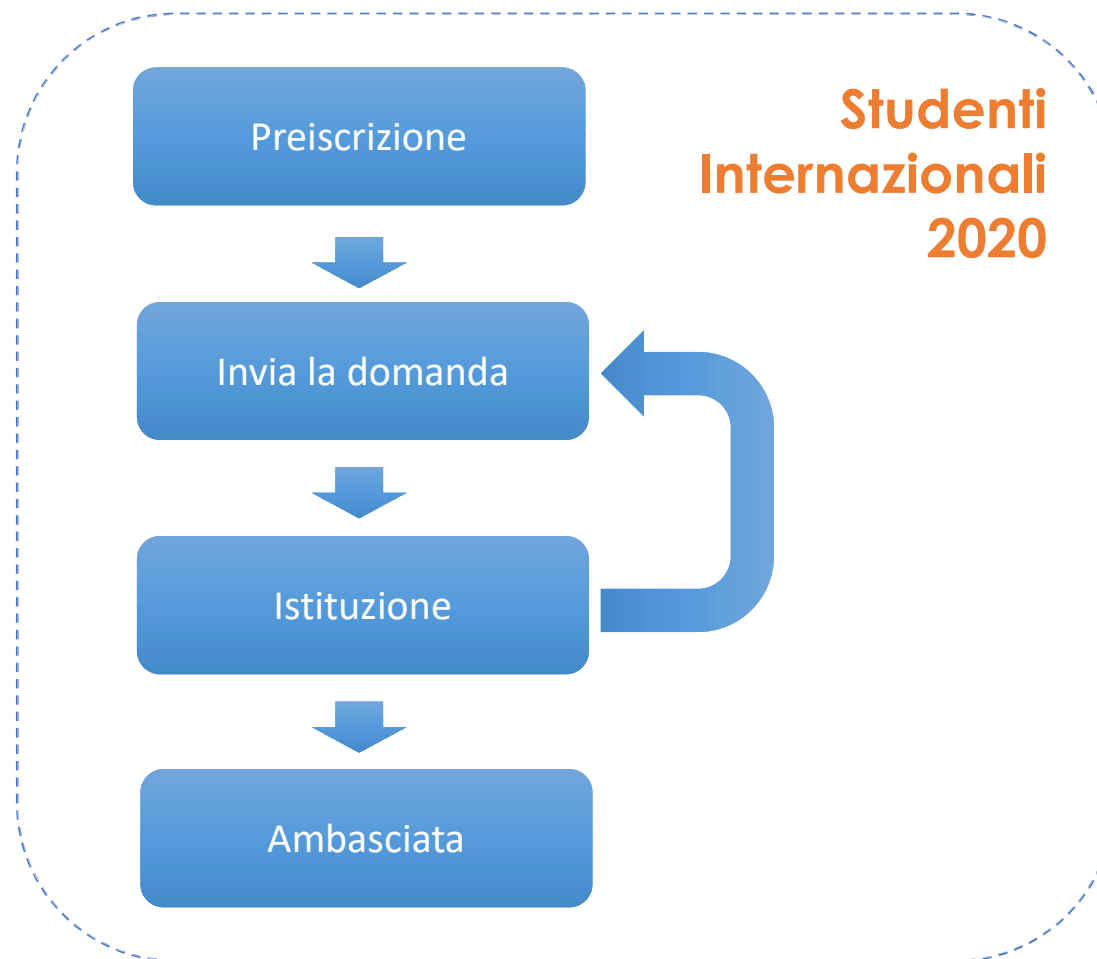 Preiscrizione
Studenti
Internazionali
2020
Invia la domanda
Istituzione
Ambasciata